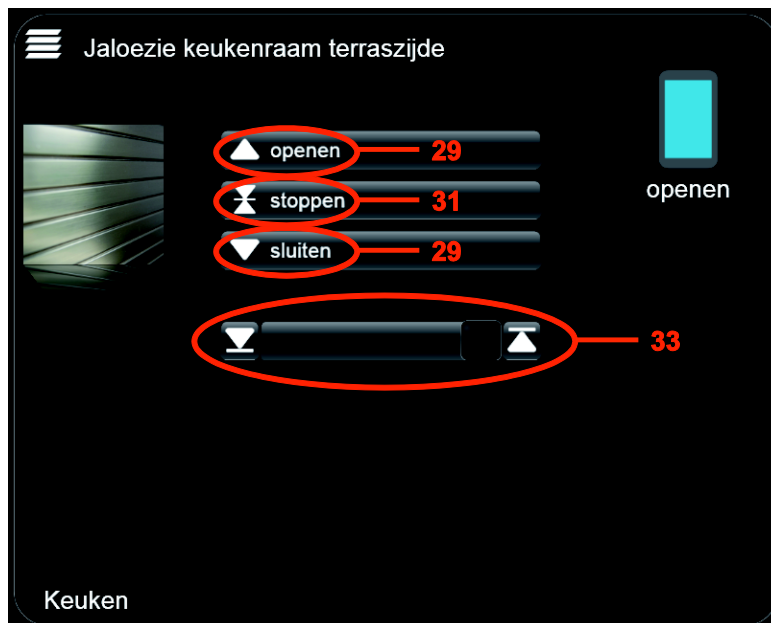 Jaloezie keukenraam terraszijde
openen 29
stoppen 31
sluiten 29
openen
33
Keuken